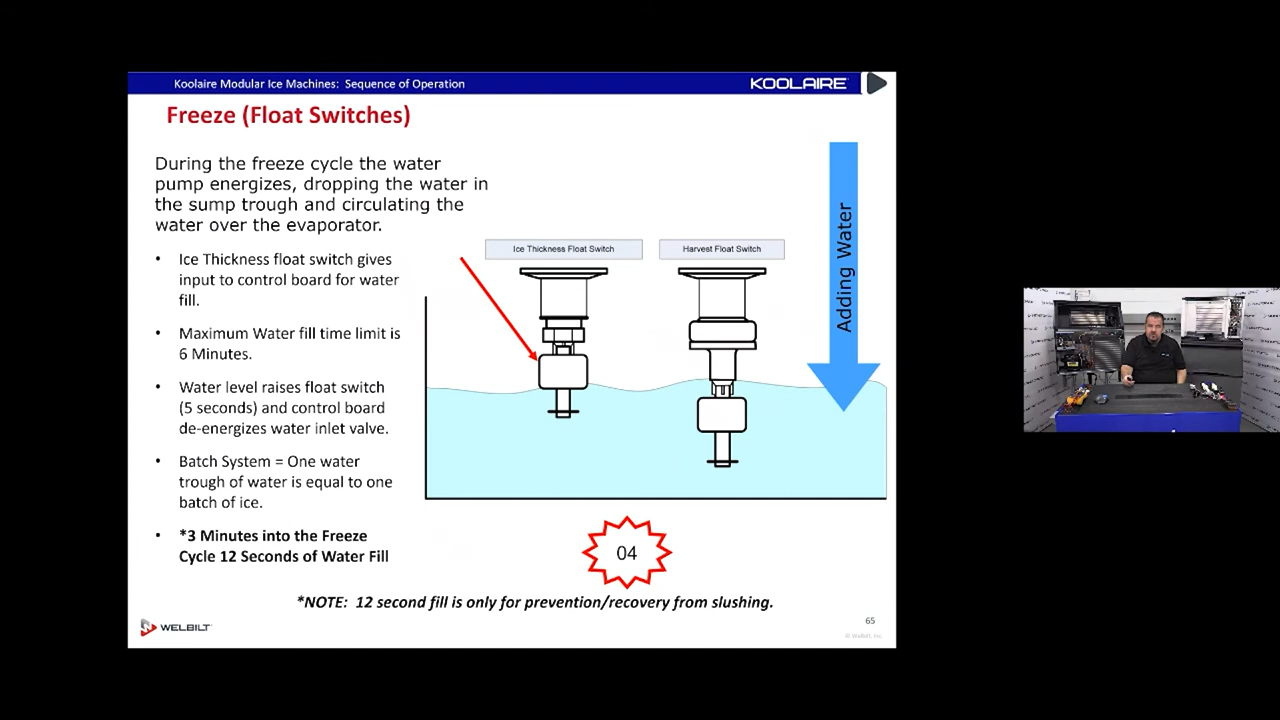 Koolaire Modular Ice Machines: Sequence of Operation
KOOLAIRE
Freeze (Float Switches)
During the freeze cycle the water
pump energizes, dropping the water in
the sump trough and circulating the
water over the evaporator.
• Ice Thickness float switch gives
input to control board for water
fill.
• Maximum Water fill time limit is
6 Minutes.
• Water level raises float switch
(5 seconds) and control board
de-energizes water inlet valve.
• Batch System = One water
trough of water is equal to one
batch of ice.
• *3 Minutes into the Freeze
Cycle 12 Seconds of Water Fill
Ice Thickness Float Switch
Harvest Float Switch
Adding Water
04
*NOTE: 12 second fill is only for prevention/recovery from slushing.
WELBILT
65
© Welbilt, Inc.